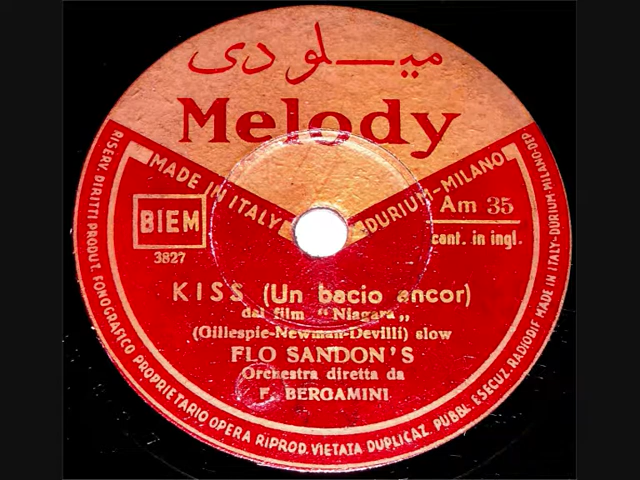 ميـــلودى
Melody
MADE IN ITALY
DURIUM-MILANO
BIEM
3827
Am 35
cant. in ingl.
KISS (Un bacio ancor)
dal film "Niagara"
(Gillespie-Newman-Devilli) slow
FLO SANDON'S
Orchestra diretta da
F. BERGAMINI
RISERV. DIRITTI PRODUT. FONOGRAFICO PROPRIETARIO OPERA RIPROD. VIETATA DUPLICAZ. PUBBL. ESECUZ. RADIODIF MADE IN ITALY-DURIUM-MILANO-DEP